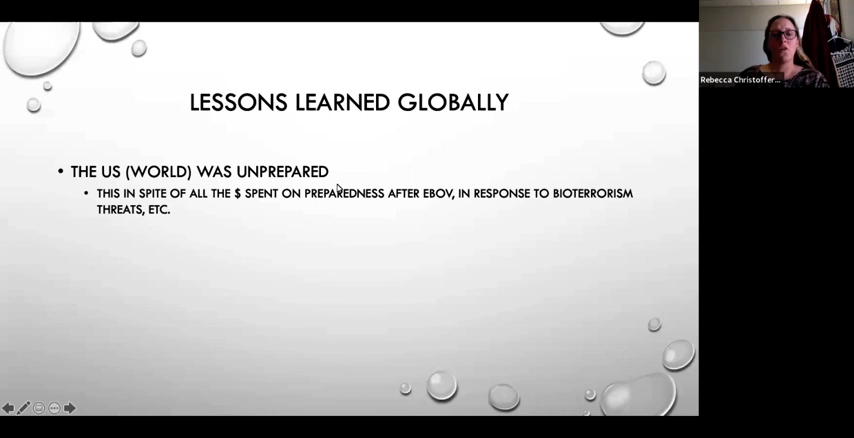 Rebecca Christoffer...
LESSONS LEARNED GLOBALLY
• THE US (WORLD) WAS UNPREPARED
• THIS IN SPITE OF ALL THE $ SPENT ON PREPAREDNESS AFTER EBOV, IN RESPONSE TO BIOTERRORISM
THREATS, ETC.